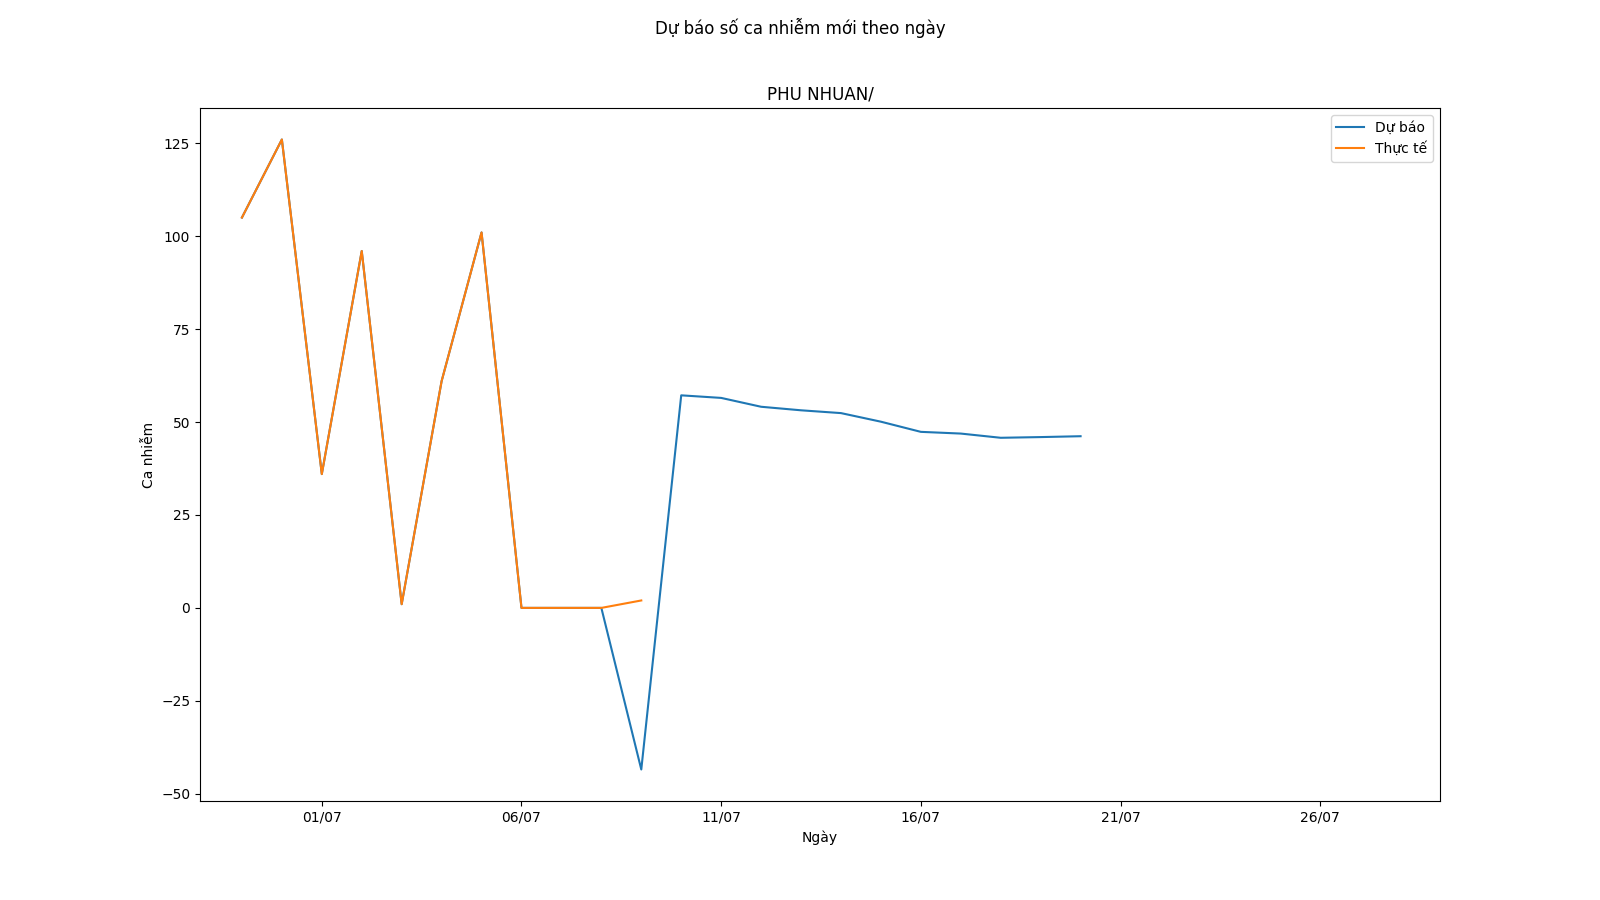 Dự báo số ca nhiễm mới theo ngày
PHU NHUAN/
Dự báo
Thực tế
125
100
75
50
25
0
−25
−50
Ca nhiễm
01/07
06/07
11/07
16/07
21/07
26/07
Ngày